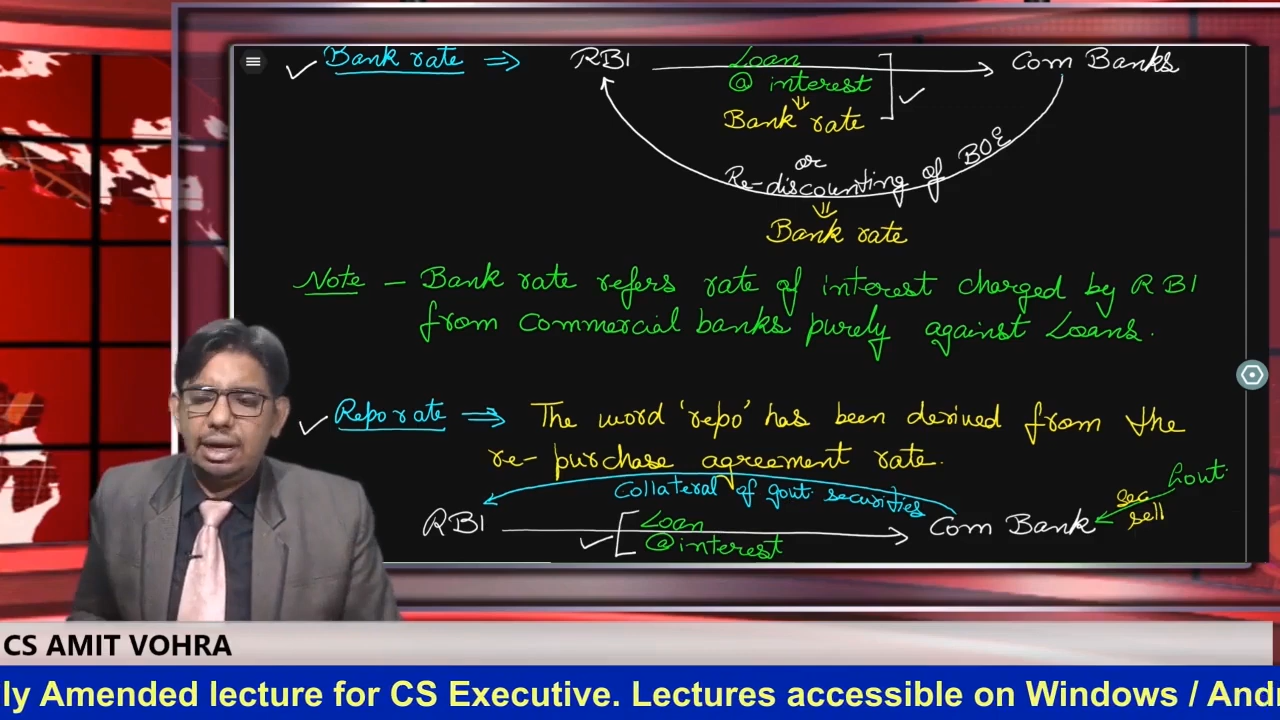 Bank rate ⇒ RBI Loan Com Banks
@ interest
Bank rate
or
Re-discounting of BOE
Bank rate
Note - Bank rate refers rate of interest charged by RBI
from Commercial banks purely against Loans.
Repo rate ⇒ The word 'repo' has been derived from the
re-purchase agreement rate.
Collateral of govt. securities
Govt.
sec
sell
RBI Loan Com Bank
@ interest
CS AMIT VOHRA
ly Amended lecture for CS Executive. Lectures accessible on Windows / And